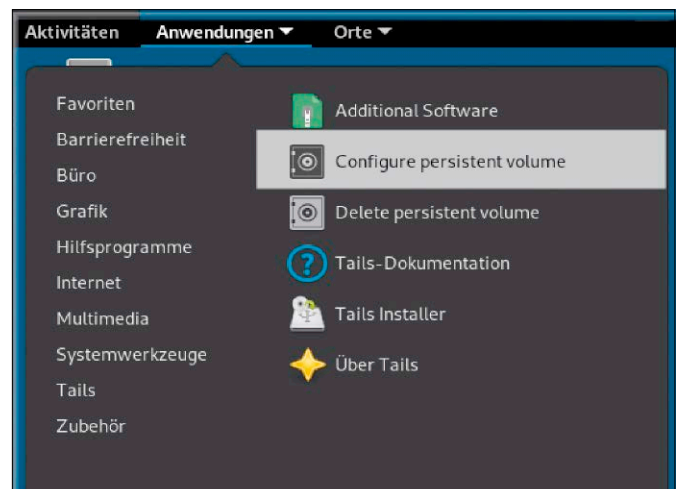 Aktivitäten Anwendungen Orte
Favoriten
Barrierefreiheit
Büro
Grafik
Hilfsprogramme
Internet
Multimedia
Systemwerkzeuge
Tails
Zubehör
Additional Software
Configure persistent volume
Delete persistent volume
Tails-Dokumentation
Tails Installer
Über Tails